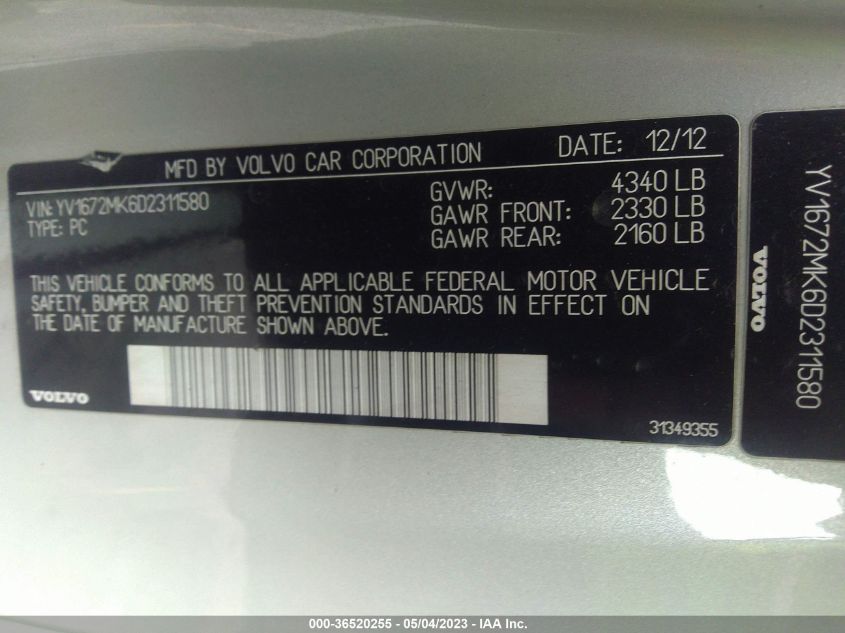 MFD BY VOLVO CAR CORPORATION DATE: 12/12
VIN: YV1672MK6D2311580
TYPE: PC
GVWR: 4340 LB
GAWR FRONT: 2330 LB
GAWR REAR: 2160 LB
THIS VEHICLE CONFORMS TO ALL APPLICABLE FEDERAL MOTOR VEHICLE
SAFETY, BUMPER AND THEFT PREVENTION STANDARDS IN EFFECT ON
THE DATE OF MANUFACTURE SHOWN ABOVE.
VOLVO
31349355
VOLVO
YV1672MK6D2311580
000-36520255 - 05/04/2023 - IAA Inc.